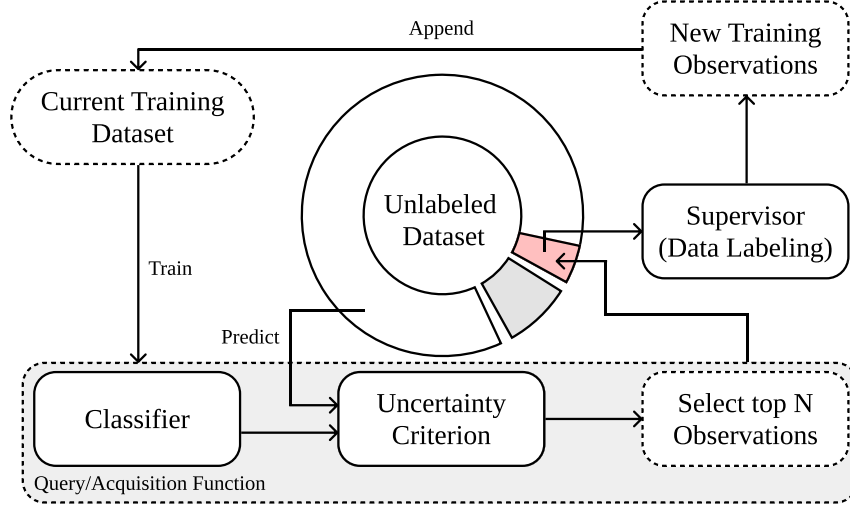 Append
New Training
Observations
Current Training
Dataset
Unlabeled
Dataset
Supervisor
(Data Labeling)
Train
Predict
Classifier
Uncertainty
Criterion
Select top N
Observations
Query/Acquisition Function